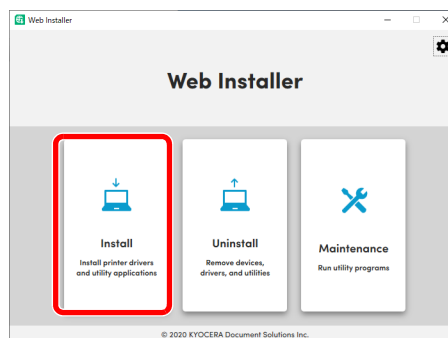 Web Installer
Web Installer
Install
Install printer drivers
and utility applications
Uninstall
Remove devices,
drivers, and utilities
Maintenance
Run utility programs
© 2020 KYOCERA Document Solutions Inc.